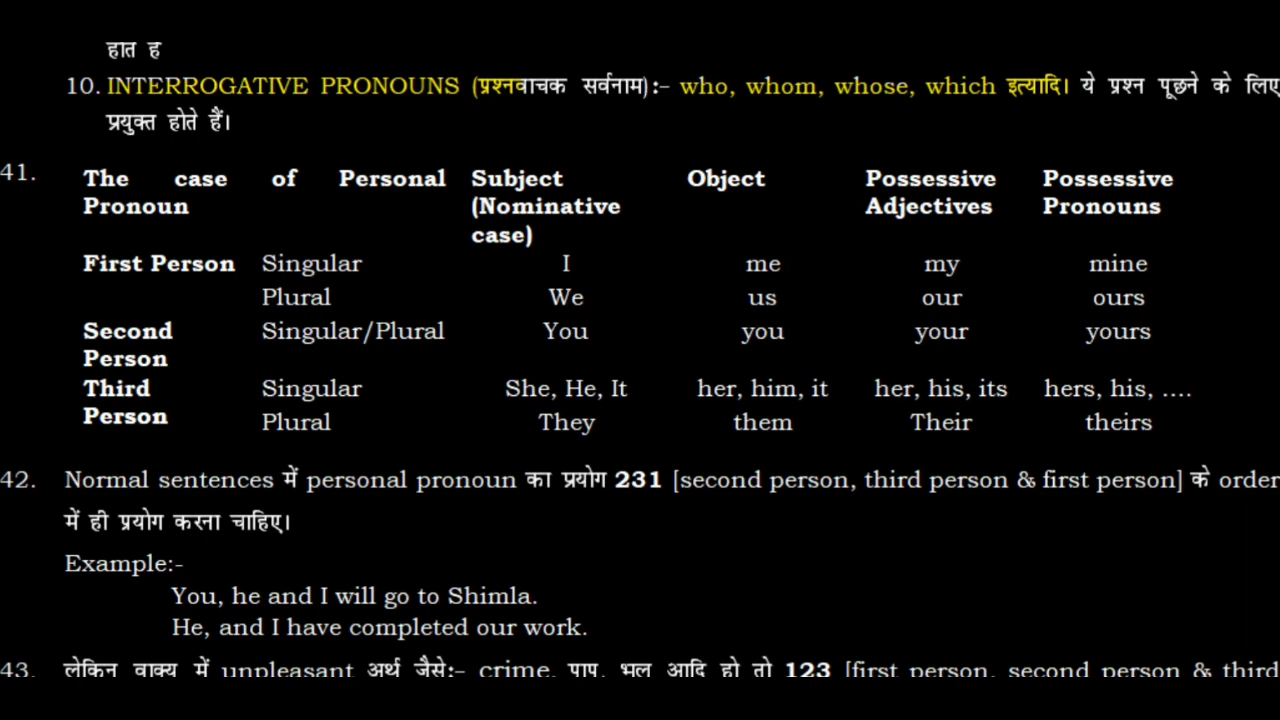 हात ह
10. INTERROGATIVE PRONOUNS (प्रश्नवाचक सर्वनाम):- who, whom, whose, which इत्यादि। ये प्रश्न पूछने के लिए
प्रयुक्त होते हैं।
41. The case of Personal Subject Object Possessive Possessive
Pronoun (Nominative Adjectives Pronouns
case)
First Person Singular I me my mine
Plural We us our ours
Second Singular/Plural You you your yours
Person
Third Singular She, He, It her, him, it her, his, its hers, his, ....
Person Plural They them Their theirs
42. Normal sentences में personal pronoun का प्रयोग 231 [second person, third person & first person] के order
में ही प्रयोग करना चाहिए।
Example:-
You, he and I will go to Shimla.
He, and I have completed our work.
43. लेकिन वाक्य में unpleasant अर्थ जैसे:- crime, पाप, भूल आदि हो तो 123 [first person, second person & third